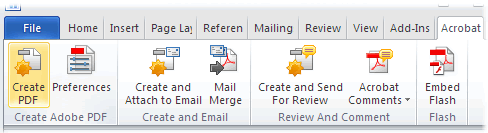 File Home Insert Page Lay Referen Mailing Review View Add-Ins Acrobat
Create Preferences Create and Mail Create and Send Acrobat Embed
PDF Attach to Email Merge For Review Comments Flash
Create Adobe PDF Create and Email Review And Comment Flash